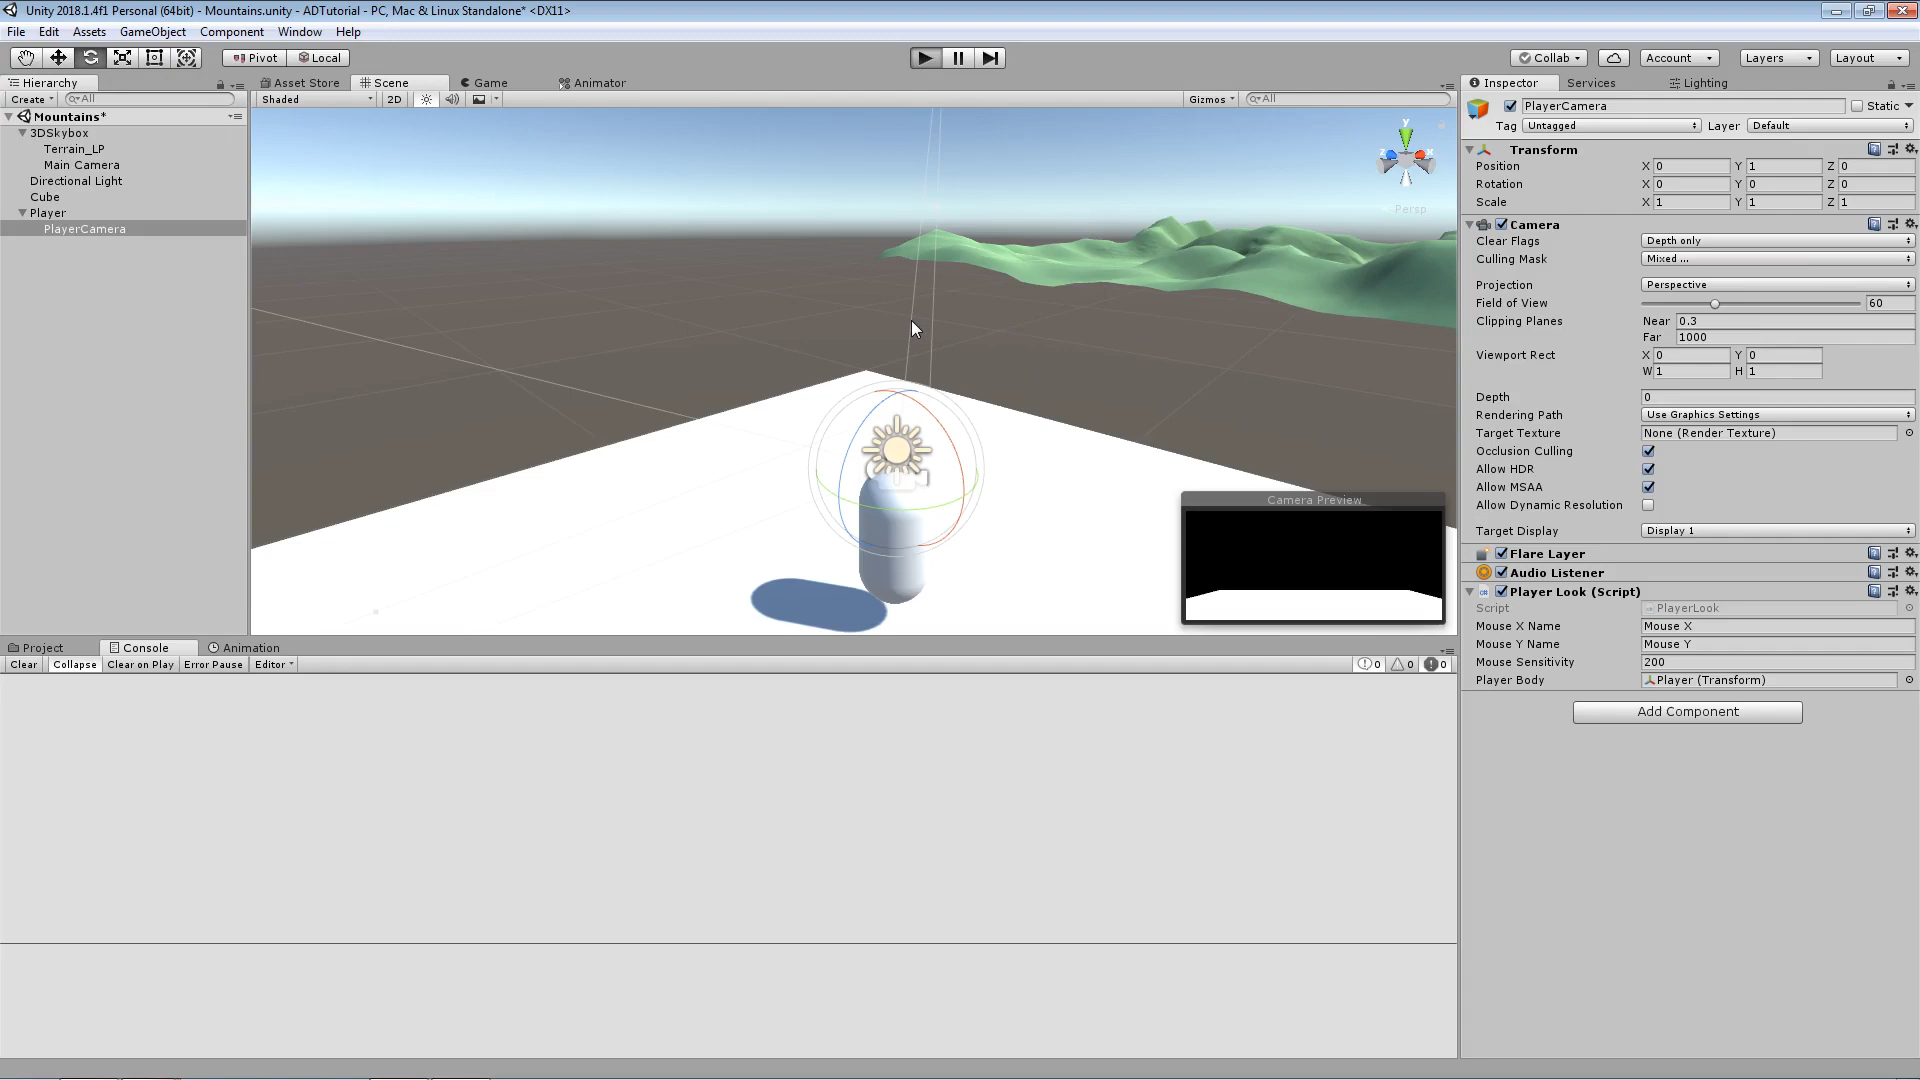 Unity 2018.1.4f1 Personal (64bit) - Mountains.unity - ADTutorial - PC, Mac & Linux Standalone* <DX11>
File Edit Assets GameObject Component Window Help
Pivot Local Collab Account Layers Layout
Hierarchy Asset Store Scene Game Animator Inspector Services Lighting
Create All Shaded 2D Gizmos All
Mountains*
3DSkybox
Terrain_LP
Main Camera
Directional Light
Cube
Player
PlayerCamera
y
z x
Persp
Camera Preview
PlayerCamera Static
Tag Untagged Layer Default
Transform
Position X 0 Y 1 Z 0
Rotation X 0 Y 0 Z 0
Scale X 1 Y 1 Z 1
Camera
Clear Flags Depth only
Culling Mask Mixed ...
Projection Perspective
Field of View 60
Clipping Planes Near 0.3
Far 1000
Viewport Rect X 0 Y 0
W 1 H 1
Depth 0
Rendering Path Use Graphics Settings
Target Texture None (Render Texture)
Occlusion Culling
Allow HDR
Allow MSAA
Allow Dynamic Resolution
Target Display Display 1
Flare Layer
Audio Listener
Player Look (Script)
Script PlayerLook
Mouse X Name Mouse X
Mouse Y Name Mouse Y
Mouse Sensitivity 200
Player Body Player (Transform)
Add Component
Project Console Animation
Clear Collapse Clear on Play Error Pause Editor 0 0 0